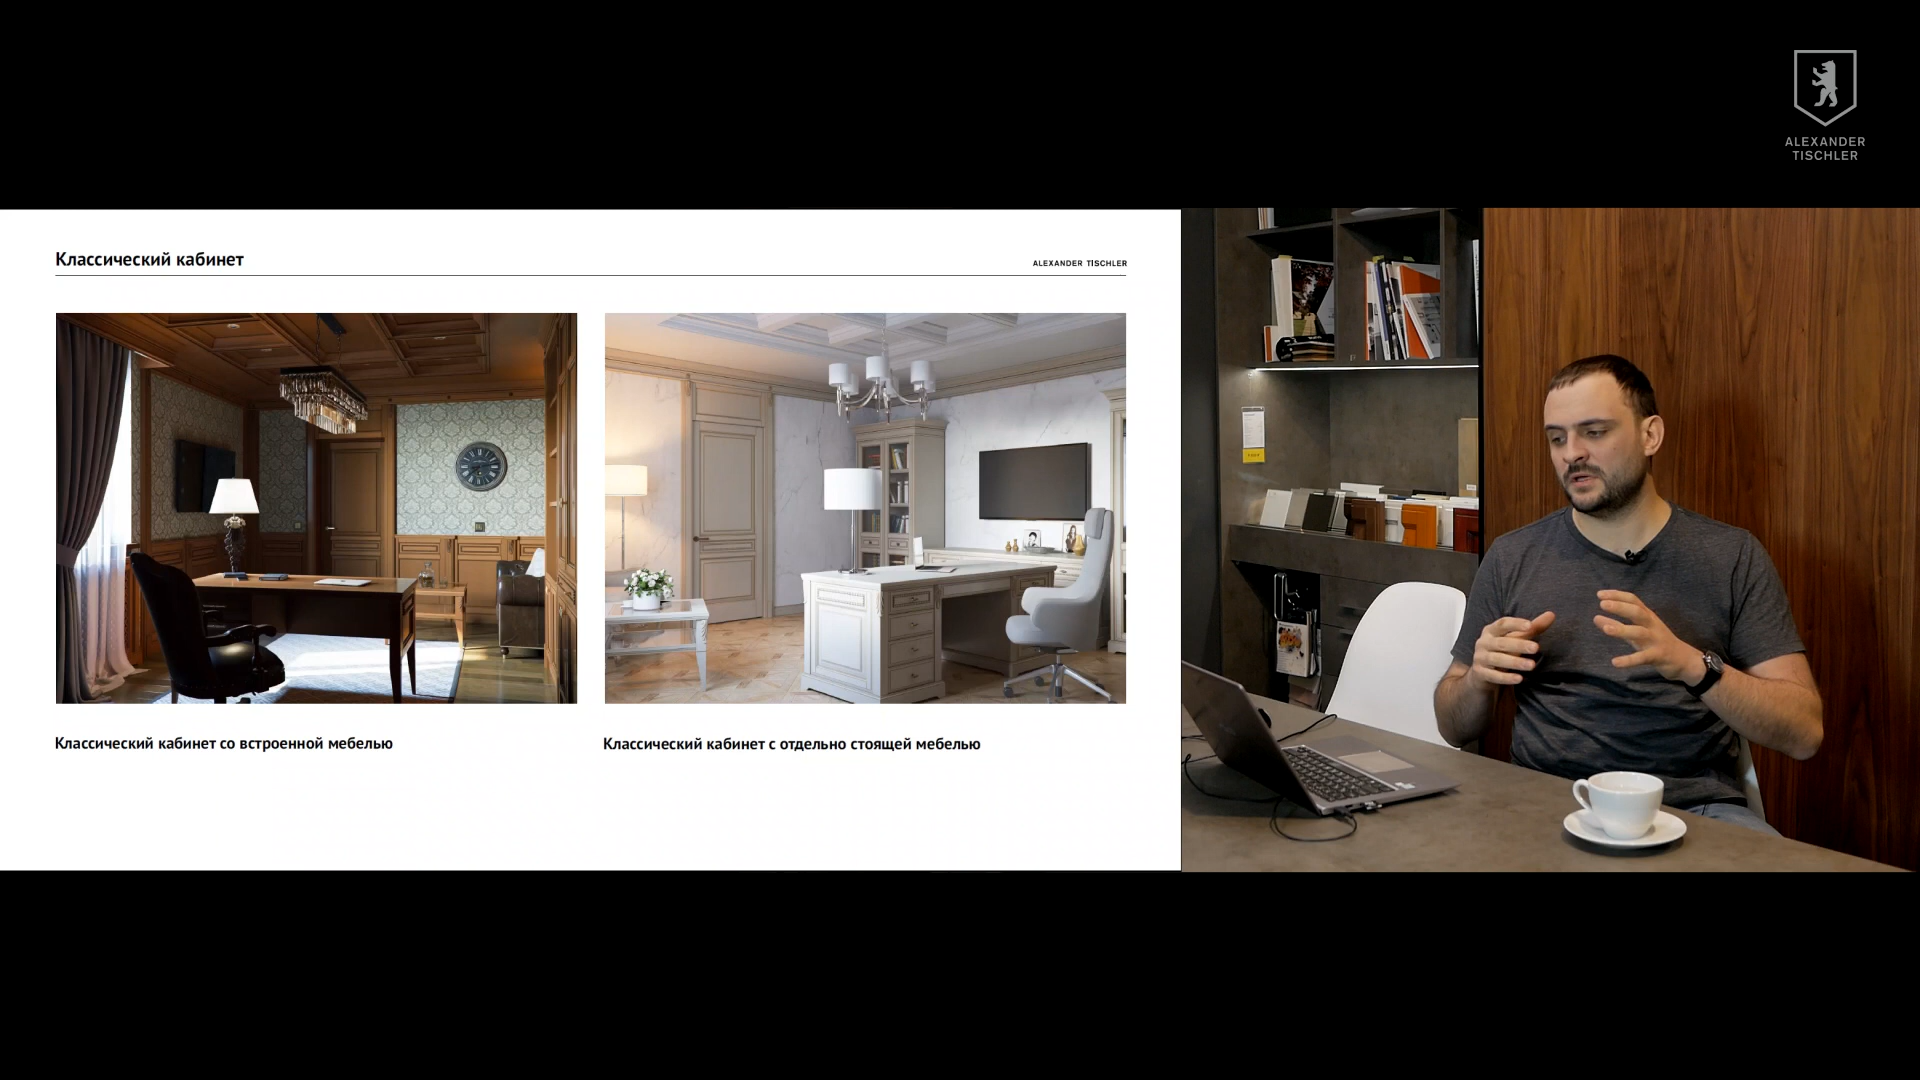 ALEXANDER
TISCHLER
Классический кабинет
ALEXANDER TISCHLER
Классический кабинет со встроенной мебелью
Классический кабинет с отдельно стоящей мебелью